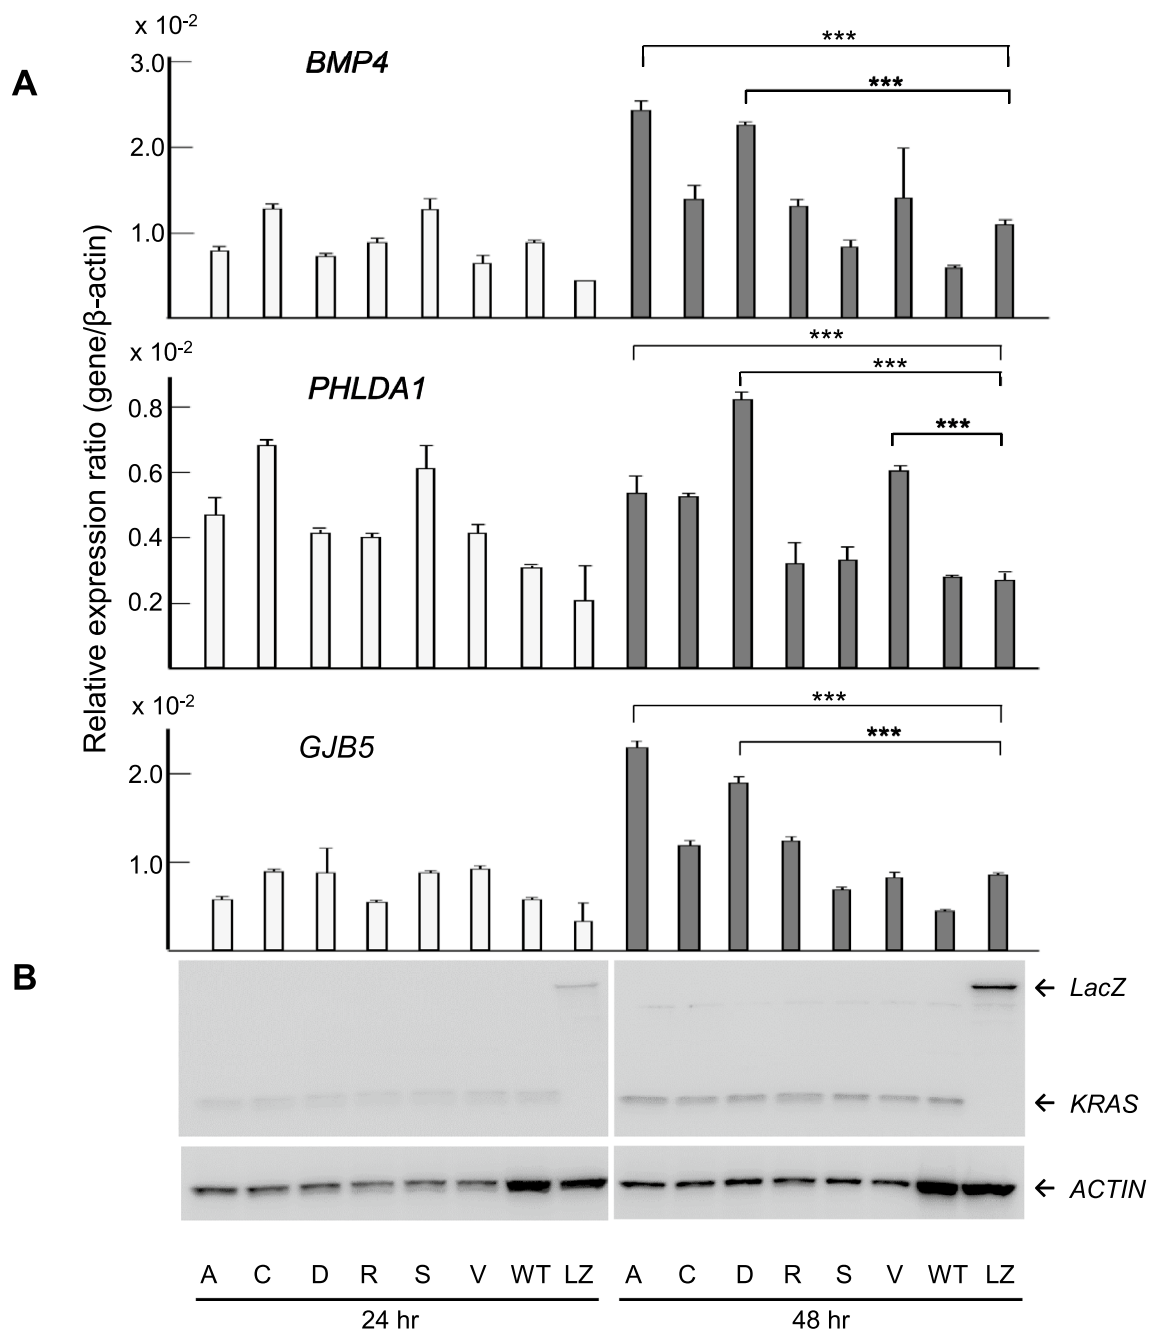 A
Relative expression ratio (gene/β-actin)
x 10-2
BMP4
3.0
2.0
1.0
***
***
x 10-2
PHLDA1
0.8
0.6
0.4
0.2
***
***
***
x 10-2
GJB5
2.0
1.0
***
***
B
← LacZ
← KRAS
← ACTIN
A C D R S V WT LZ A C D R S V WT LZ
24 hr 48 hr